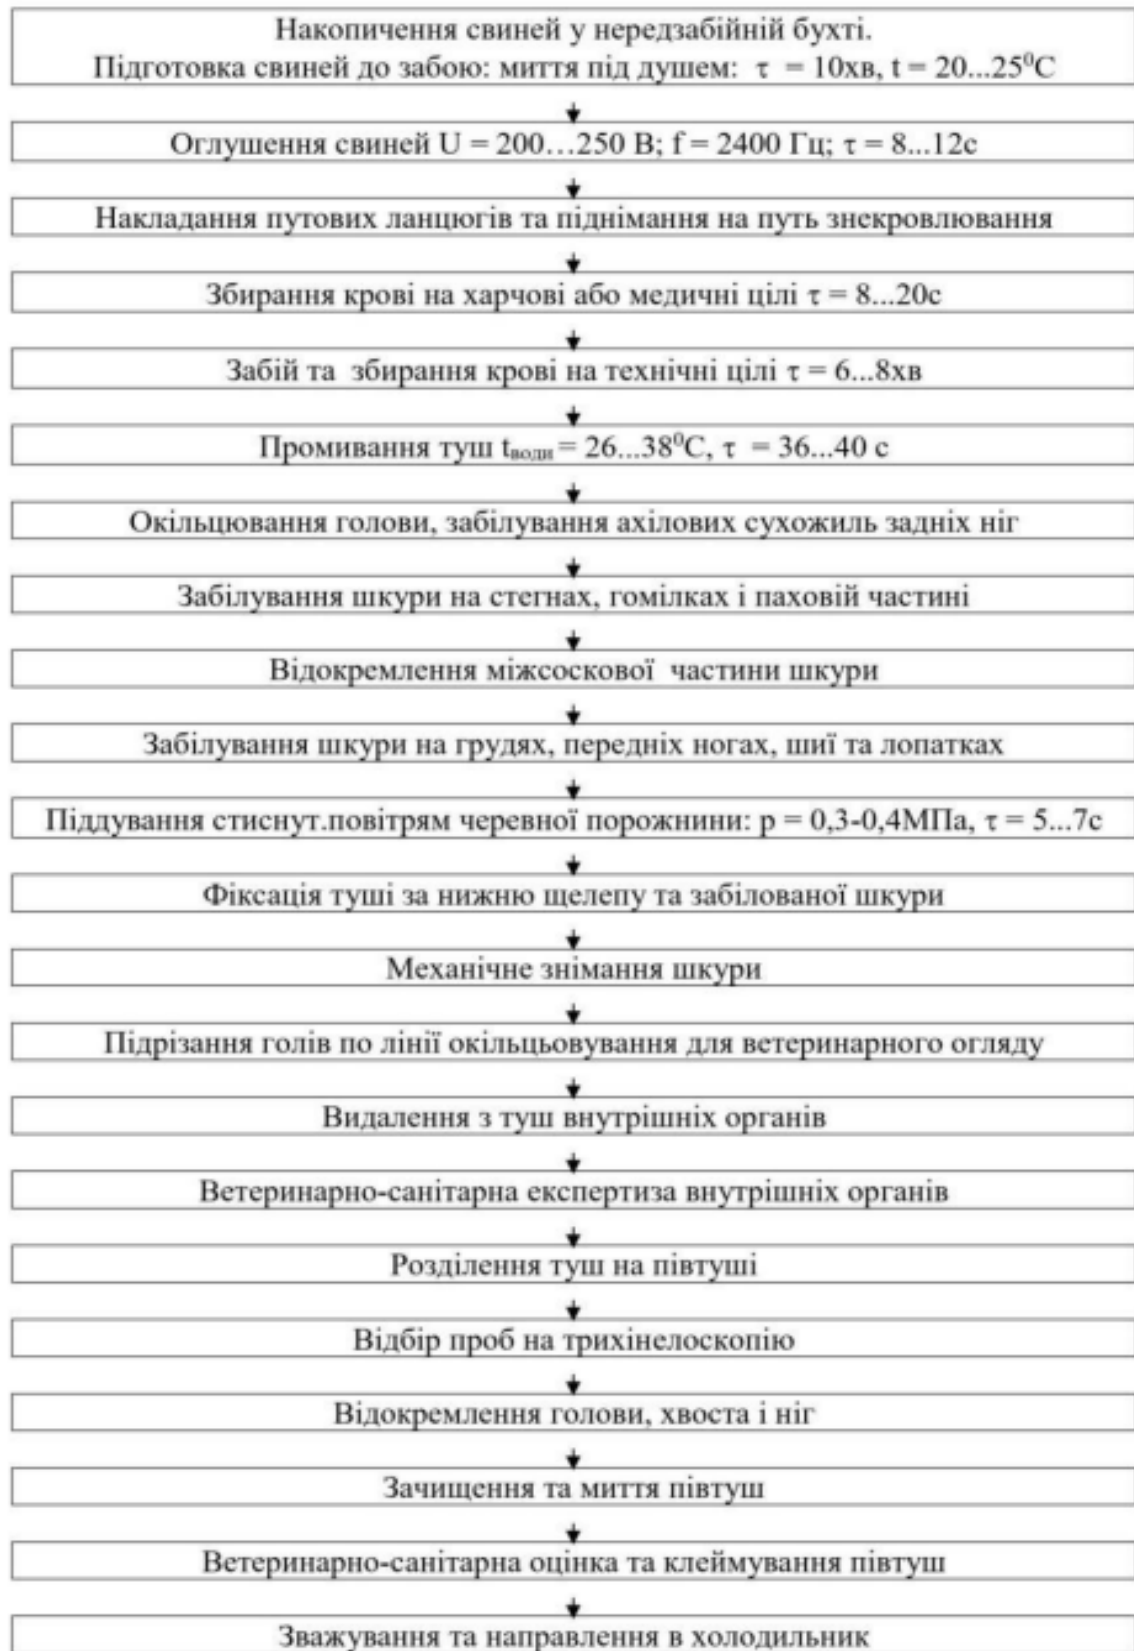 Накопичення свиней у нередзабійній бухті.
Підготовка свиней до забою: миття під душем: τ = 10хв, t = 20...25⁰С
Оглушення свиней U = 200…250 В; f = 2400 Гц; τ = 8...12с
Накладання путових ланцюгів та піднімання на путь знекровлювання
Збирання крові на харчові або медичні цілі τ = 8...20с
Забій та збирання крові на технічні цілі τ = 6...8хв
Промивання туш tводи = 26...38⁰С, τ = 36...40 с
Окільцювання голови, забілування ахілових сухожиль задніх ніг
Забілування шкури на стегнах, гомілках і паховій частині
Відокремлення міжсоскової частини шкури
Забілування шкури на грудях, передніх ногах, шиї та лопатках
Піддування стиснут.повітрям черевної порожнини: р = 0,3-0,4МПа, τ = 5...7с
Фіксація туші за нижню щелепу та забілованої шкури
Механічне знімання шкури
Підрізання голів по лінії окільцьовування для ветеринарного огляду
Видалення з туш внутрішніх органів
Ветеринарно-санітарна експертиза внутрішніх органів
Розділення туш на півтуші
Відбір проб на трихінелоскопію
Відокремлення голови, хвоста і ніг
Зачищення та миття півтуш
Ветеринарно-санітарна оцінка та клеймування півтуш
Зважування та направлення в холодильник